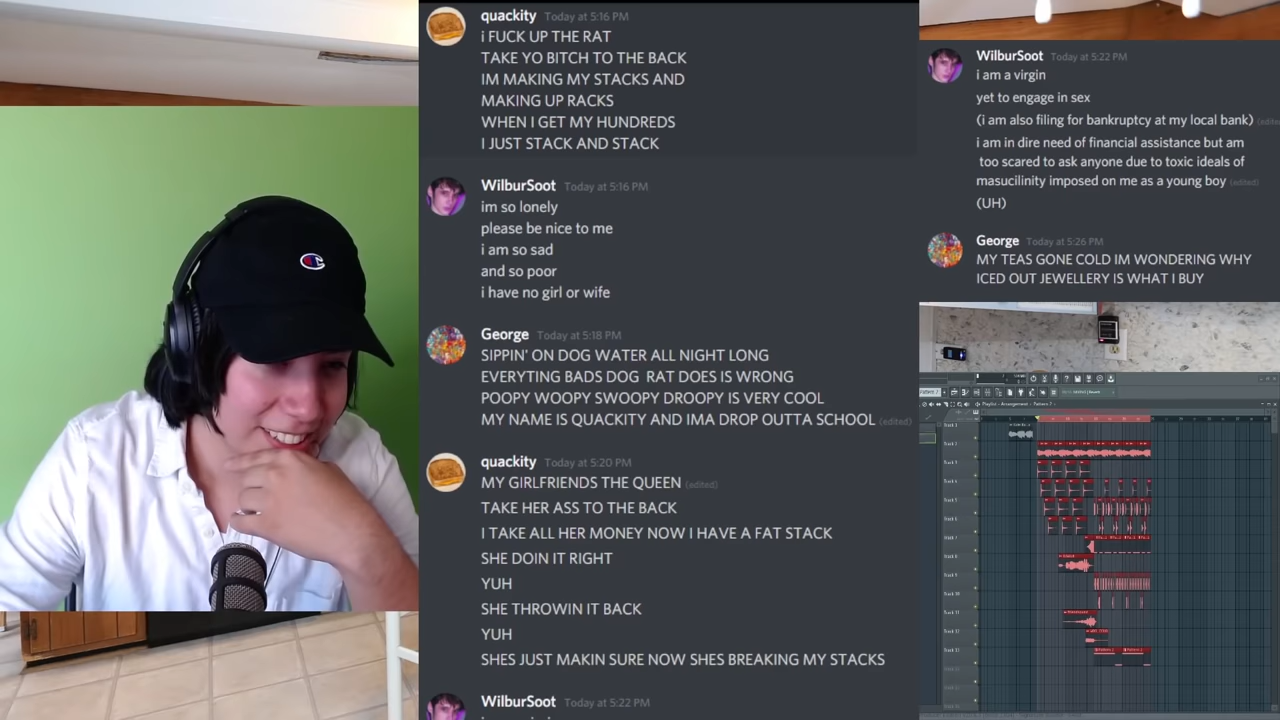 quackity Today at 5:16 PM
i FUCK UP THE RAT
TAKE YO BITCH TO THE BACK
IM MAKING MY STACKS AND
MAKING UP RACKS
WHEN I GET MY HUNDREDS
I JUST STACK AND STACK
WilburSoot Today at 5:16 PM
im so lonely
please be nice to me
i am so sad
and so poor
i have no girl or wife
George Today at 5:18 PM
SIPPIN' ON DOG WATER ALL NIGHT LONG
EVERYTING BADS DOG RAT DOES IS WRONG
POOPY WOOPY SWOOPY DROOPY IS VERY COOL
MY NAME IS QUACKITY AND IMA DROP OUTTA SCHOOL (edited)
quackity Today at 5:20 PM
MY GIRLFRIENDS THE QUEEN (edited)
TAKE HER ASS TO THE BACK
I TAKE ALL HER MONEY NOW I HAVE A FAT STACK
SHE DOIN IT RIGHT
YUH
SHE THROWIN IT BACK
YUH
SHES JUST MAKIN SURE NOW SHES BREAKING MY STACKS
WilburSoot Today at 5:22 PM
WilburSoot Today at 5:22 PM
i am a virgin
yet to engage in sex
(i am also filing for bankruptcy at my local bank) (edite
i am in dire need of financial assistance but am
too scared to ask anyone due to toxic ideals of
masucilinity imposed on me as a young boy (edited)
(UH)
George Today at 5:26 PM
MY TEAS GONE COLD IM WONDERING WHY
ICED OUT JEWELLERY IS WHAT I BUY